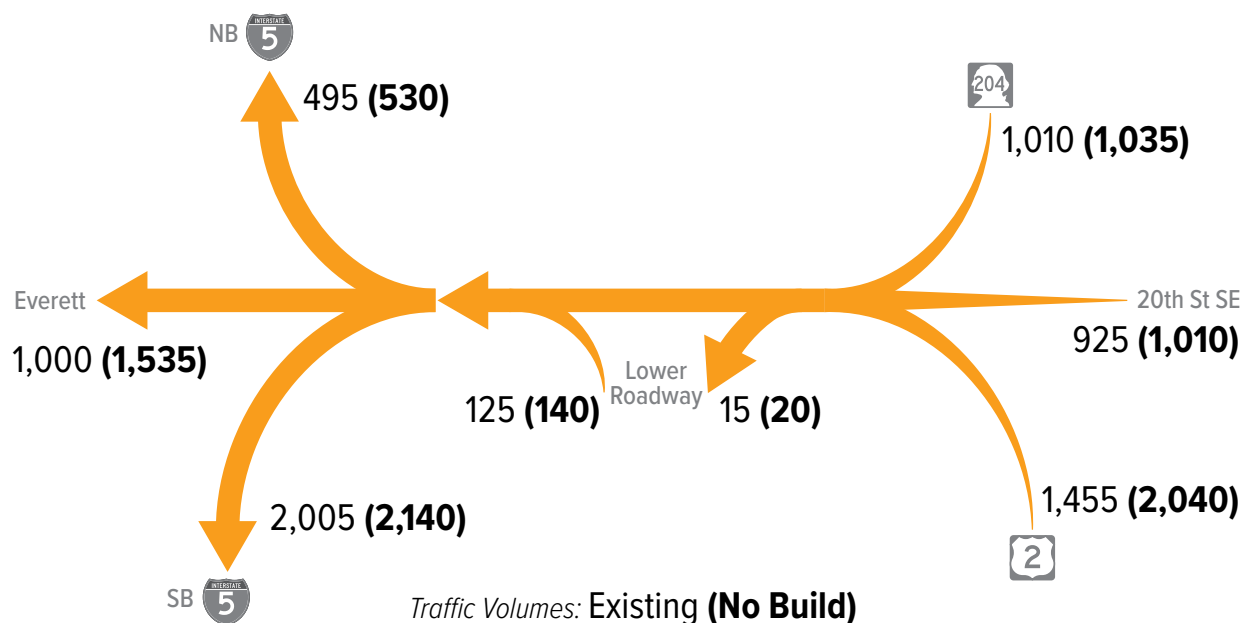 NB
INTERSTATE
5
495 (530)
204
1,010 (1,035)
Everett
1,000 (1,535)
20th St SE
925 (1,010)
Lower
Roadway
125 (140)
15 (20)
2,005 (2,140)
1,455 (2,040)
2
SB
INTERSTATE
5
Traffic Volumes: Existing (No Build)